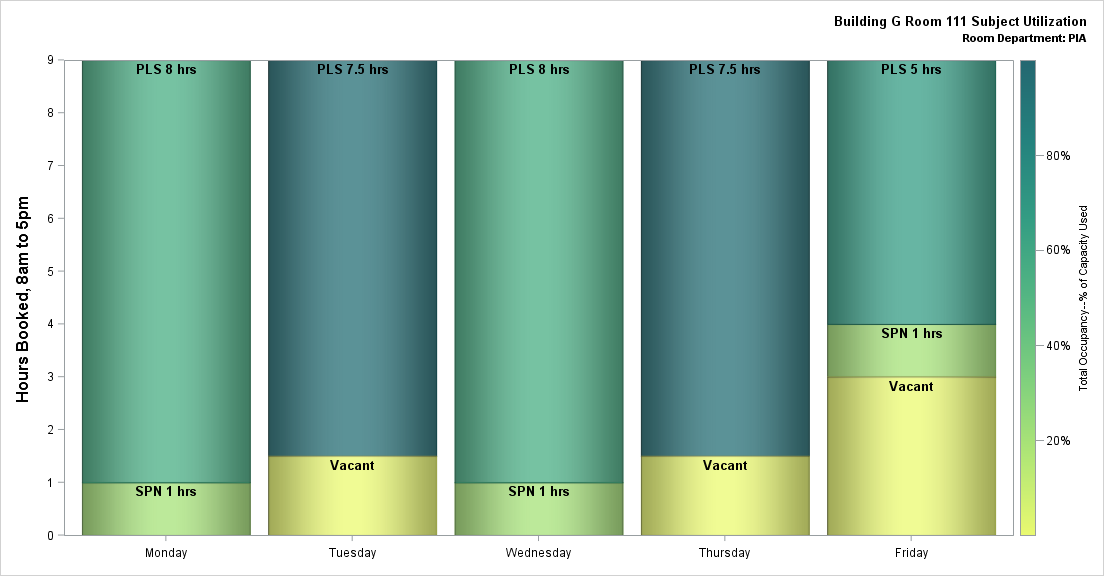 Building G Room 111 Subject Utilization
Room Department: PIA
Hours Booked, 8am to 5pm
9
8
7
6
5
4
3
2
1
0
PLS 8 hrs
SPN 1 hrs
PLS 7.5 hrs
Vacant
PLS 8 hrs
SPN 1 hrs
PLS 7.5 hrs
Vacant
PLS 5 hrs
SPN 1 hrs
Vacant
Monday
Tuesday
Wednesday
Thursday
Friday
80%
60%
40%
20%
Total Occupancy--% of Capacity Used